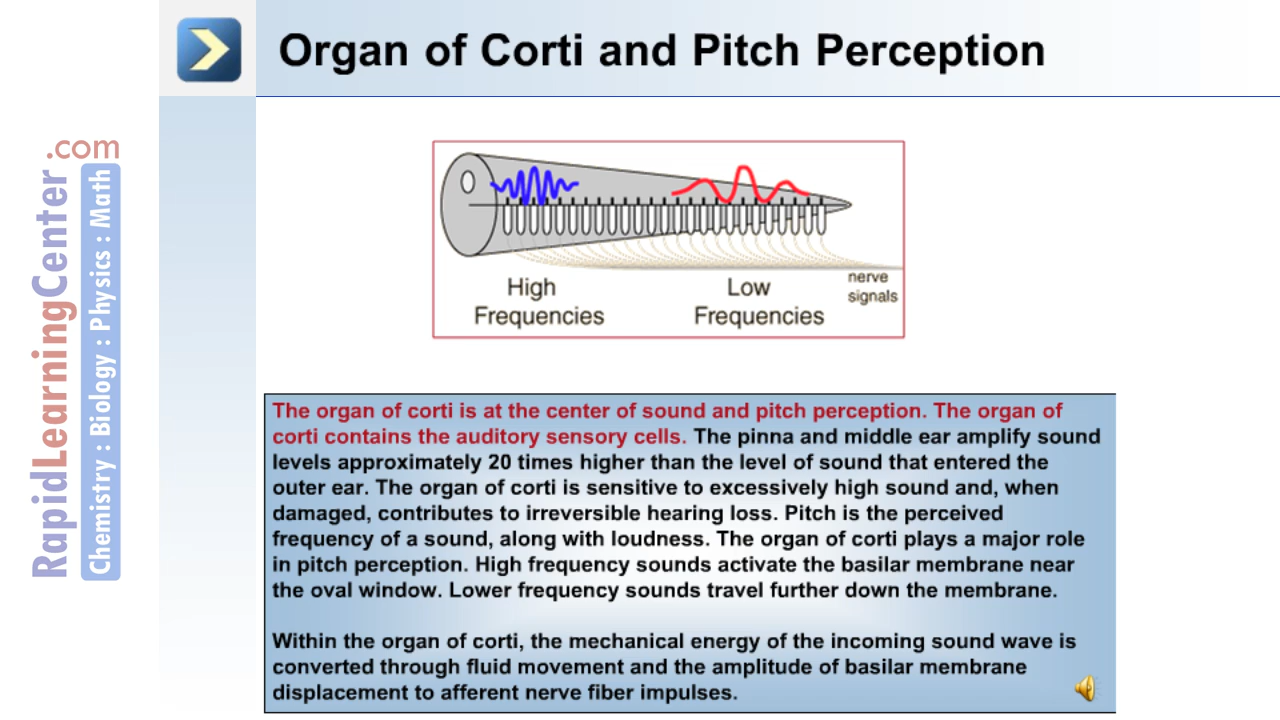 Organ of Corti and Pitch Perception
RapidLearningCenter.com
Chemistry : Biology : Physics : Math
High
Frequencies
Low
Frequencies
nerve
signals
The organ of corti is at the center of sound and pitch perception. The organ of
corti contains the auditory sensory cells. The pinna and middle ear amplify sound
levels approximately 20 times higher than the level of sound that entered the
outer ear. The organ of corti is sensitive to excessively high sound and, when
damaged, contributes to irreversible hearing loss. Pitch is the perceived
frequency of a sound, along with loudness. The organ of corti plays a major role
in pitch perception. High frequency sounds activate the basilar membrane near
the oval window. Lower frequency sounds travel further down the membrane.
Within the organ of corti, the mechanical energy of the incoming sound wave is
converted through fluid movement and the amplitude of basilar membrane
displacement to afferent nerve fiber impulses.